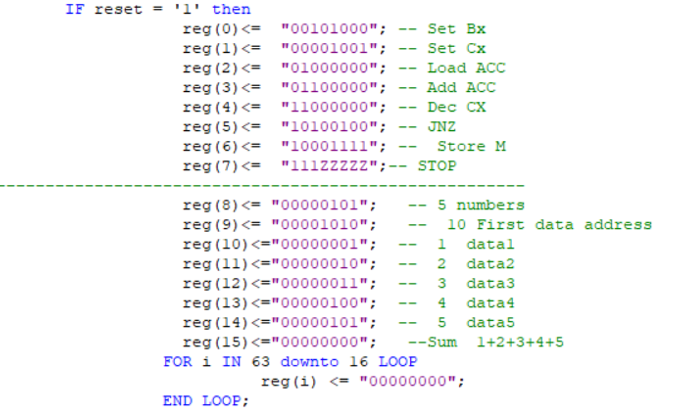 IF reset = '1' then
reg(0)<= "00101000"; -- Set Bx
reg(1)<= "00001001"; -- Set Cx
reg(2)<= "01000000"; -- Load ACC
reg(3)<= "01100000"; -- Add ACC
reg(4)<= "11000000"; -- Dec CX
reg(5)<= "10100100"; -- JNZ
reg(6)<= "10001111"; -- Store M
reg(7)<= "111ZZZZZ";-- STOP
--------------------------------------------------------
reg(8)<= "00000101"; -- 5 numbers
reg(9)<= "00001010"; -- 10 First data address
reg(10)<="00000001"; -- 1 data1
reg(11)<="00000010"; -- 2 data2
reg(12)<="00000011"; -- 3 data3
reg(13)<="00000100"; -- 4 data4
reg(14)<="00000101"; -- 5 data5
reg(15)<="00000000"; --Sum 1+2+3+4+5
FOR i IN 63 downto 16 LOOP
reg(i) <= "00000000";
END LOOP;